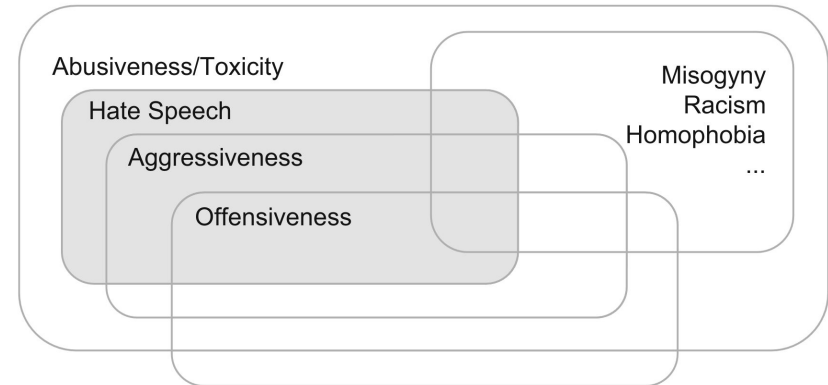 Abusiveness/Toxicity
Hate Speech
Aggressiveness
Offensiveness
Misogyny
Racism
Homophobia
...